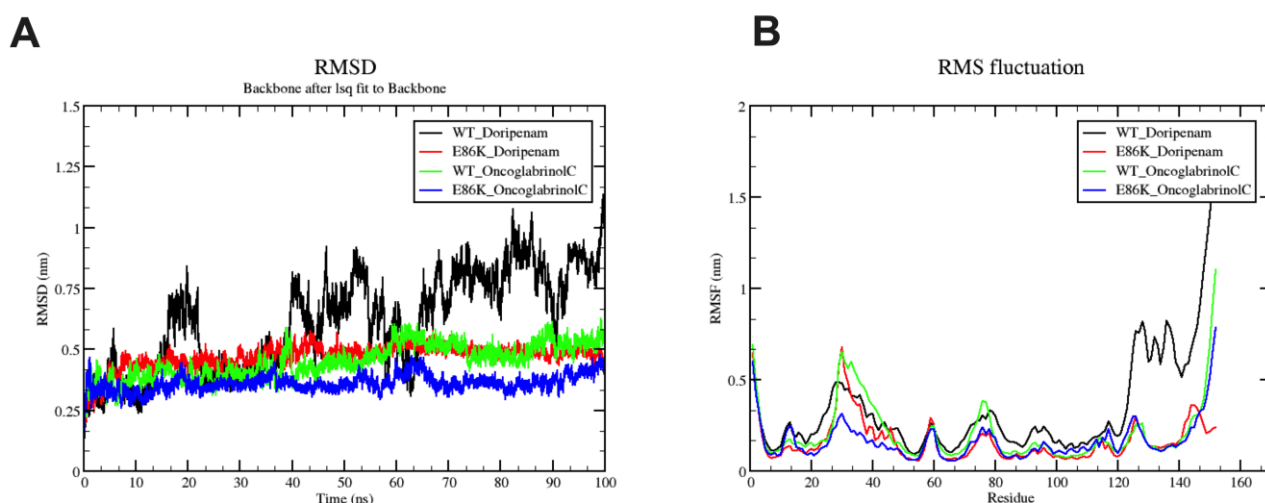 A
RMSD
Backbone after lsq fit to Backbone
RMSD (nm)
1.5
1.25
1
0.75
0.5
0.25
0
WT_Doripenam
E86K_Doripenam
WT_OncoglabrinolC
E86K_OncoglabrinolC
0 10 20 30 40 50 60 70 80 90 100
Time (ns)
B
RMS fluctuation
RMSF (nm)
2
1.5
1
0.5
0
WT_Doripenam
E86K_Doripenam
WT_OncoglabrinolC
E86K_OncoglabrinolC
0 20 40 60 80 100 120 140 160
Residue